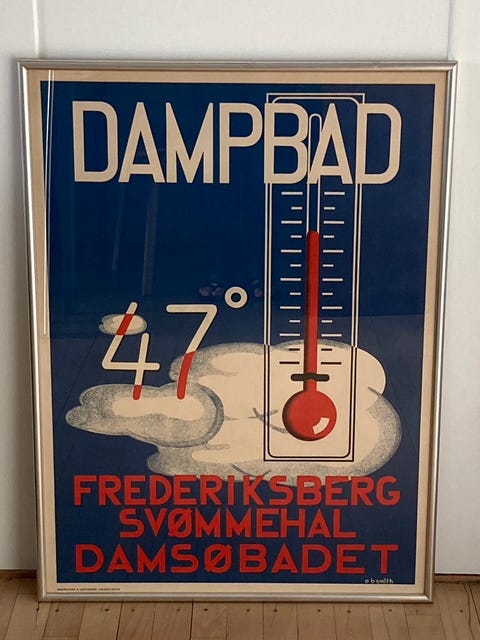 DAMPBAD
47°
FREDERIKSBERG
SVØMMEHAL
DAMSØBADET
e b smith